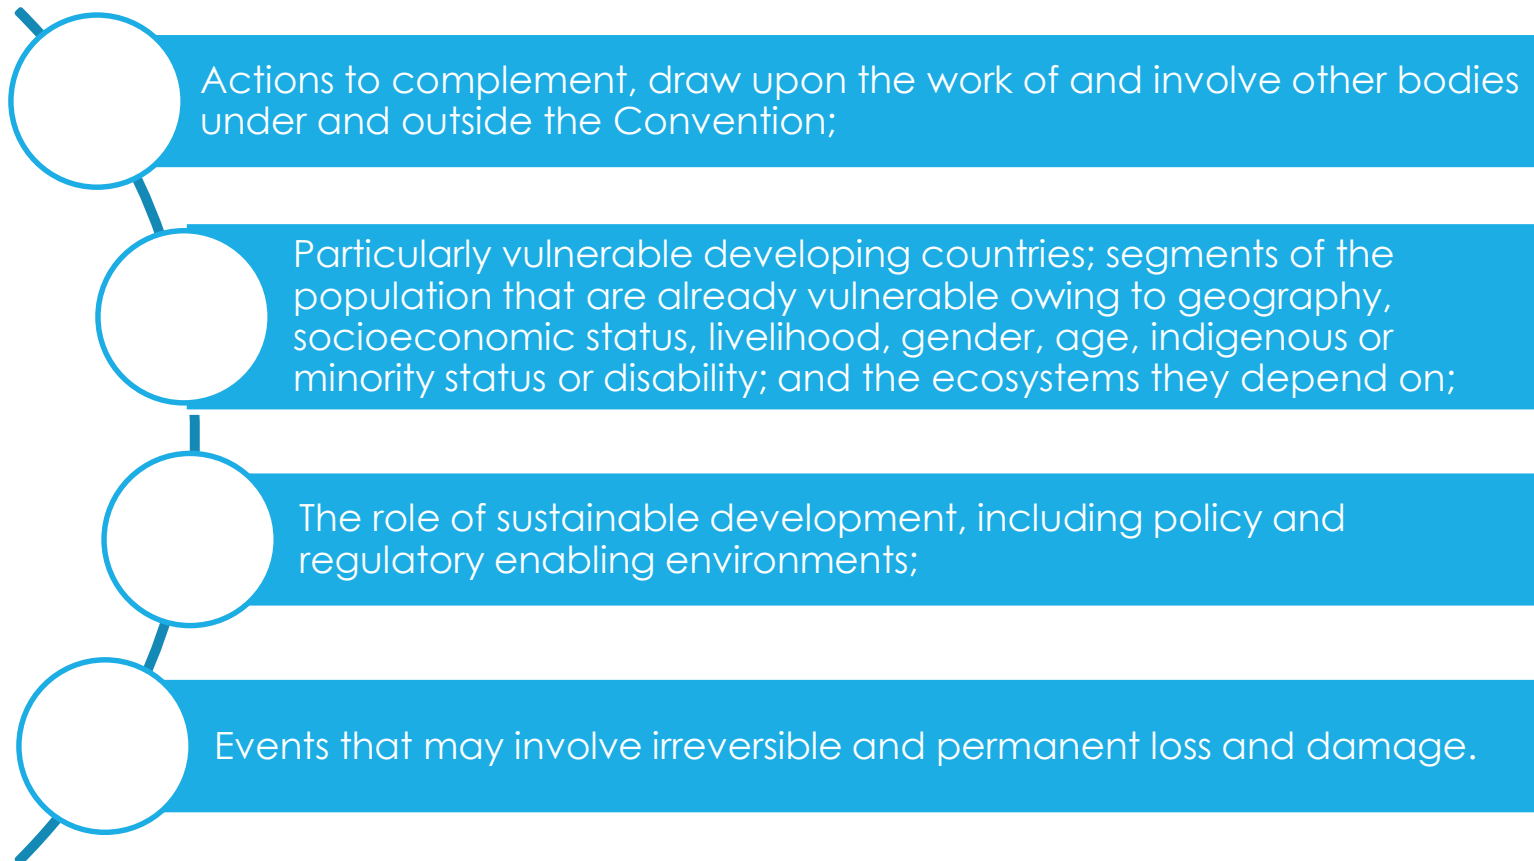 Actions to complement, draw upon the work of and involve other bodies
under and outside the Convention;
Particularly vulnerable developing countries; segments of the
population that are already vulnerable owing to geography,
socioeconomic status, livelihood, gender, age, indigenous or
minority status or disability; and the ecosystems they depend on;
The role of sustainable development, including policy and
regulatory enabling environments;
Events that may involve irreversible and permanent loss and damage.